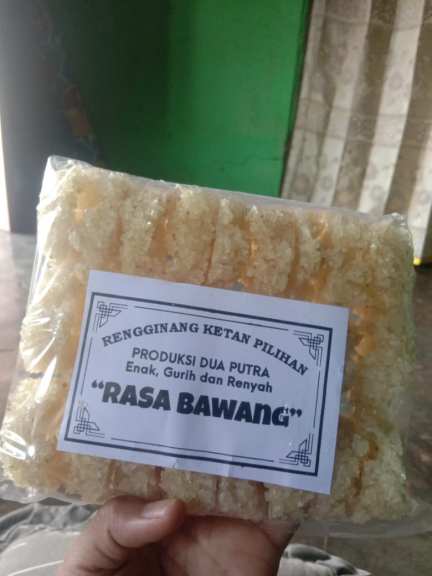 RENGGINANG KETAN PILIHAN
PRODUKSI DUA PUTRA
Enak, Gurih dan Renyah
“RASA BAWANG”